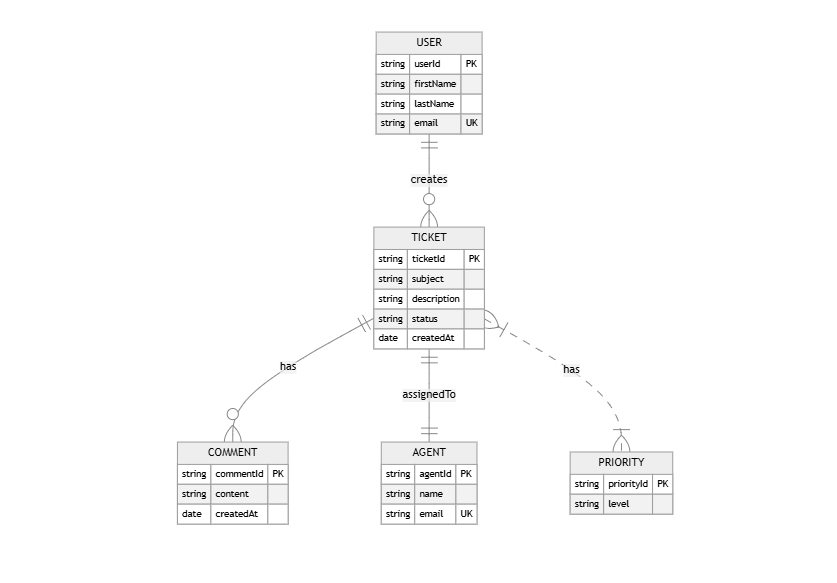 USER
string userId PK
string firstName
string lastName
string email UK
creates
TICKET
string ticketId PK
string subject
string description
string status
date createdAt
has
has
assignedTo
COMMENT
string commentId PK
string content
date createdAt
AGENT
string agentId PK
string name
string email UK
PRIORITY
string priorityId PK
string level